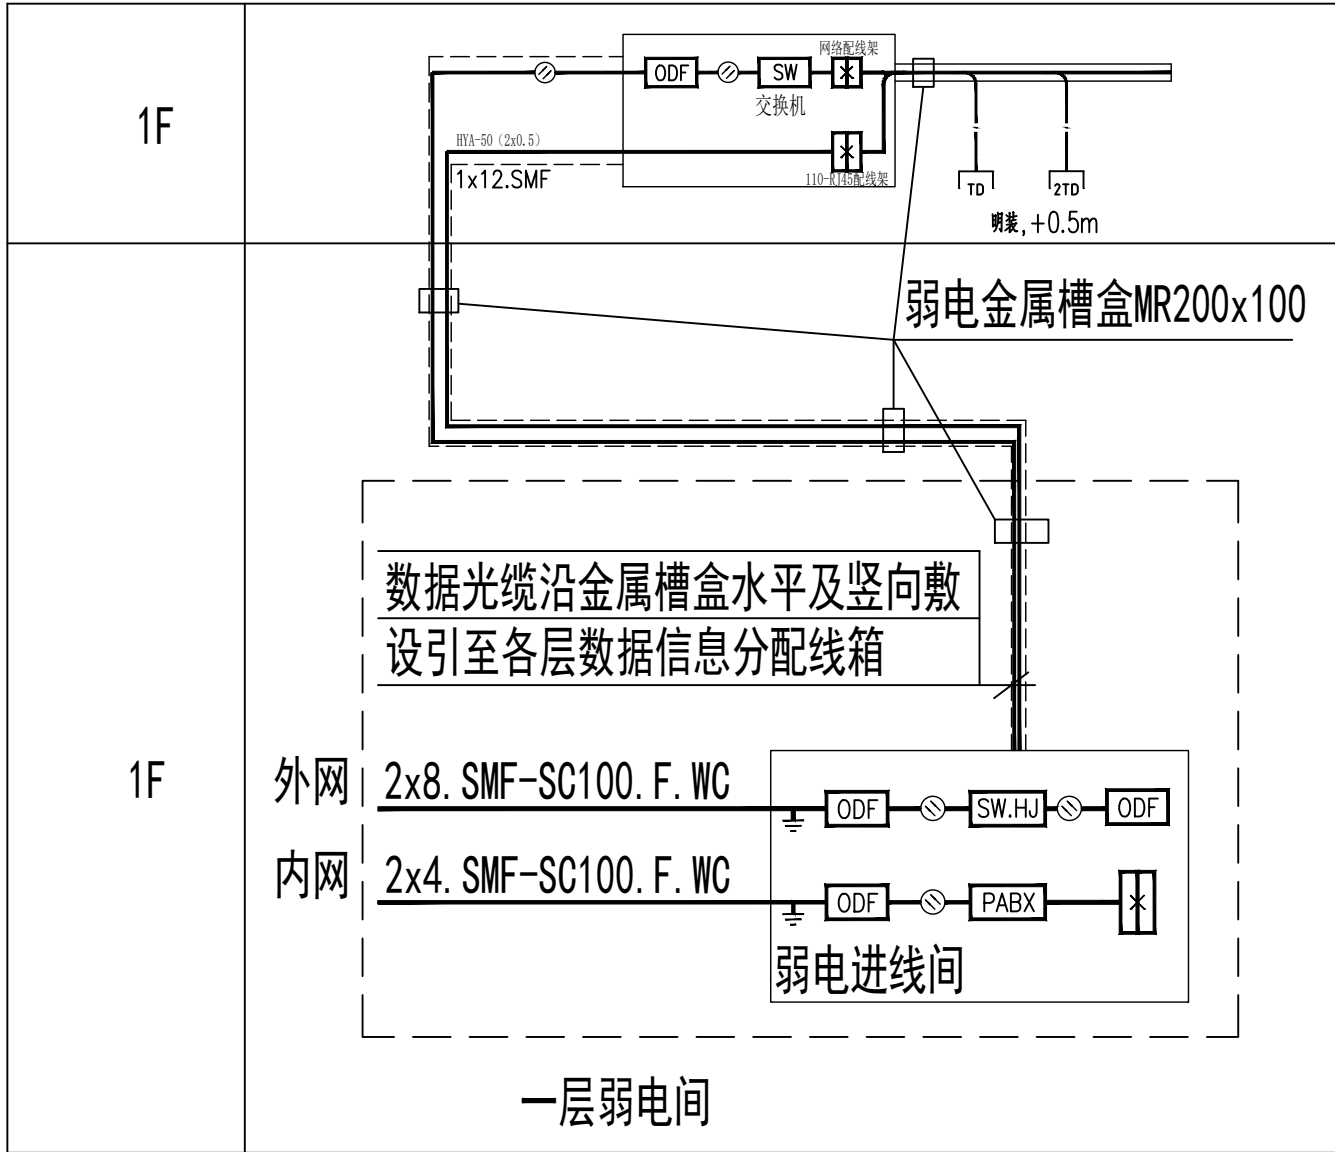 1F
网络配线架
ODF
SW
交换机
HYA-50（2x0.5）
1x12.SMF
110-RJ45配线架
TD
2TD
明装,+0.5m
弱电金属槽盒MR200x100
数据光缆沿金属槽盒水平及竖向敷
设引至各层数据信息分配线箱
1F
外网
2x8.SMF-SC100.F.WC
ODF
SW.HJ
ODF
内网
2x4.SMF-SC100.F.WC
ODF
PABX
弱电进线间
一层弱电间